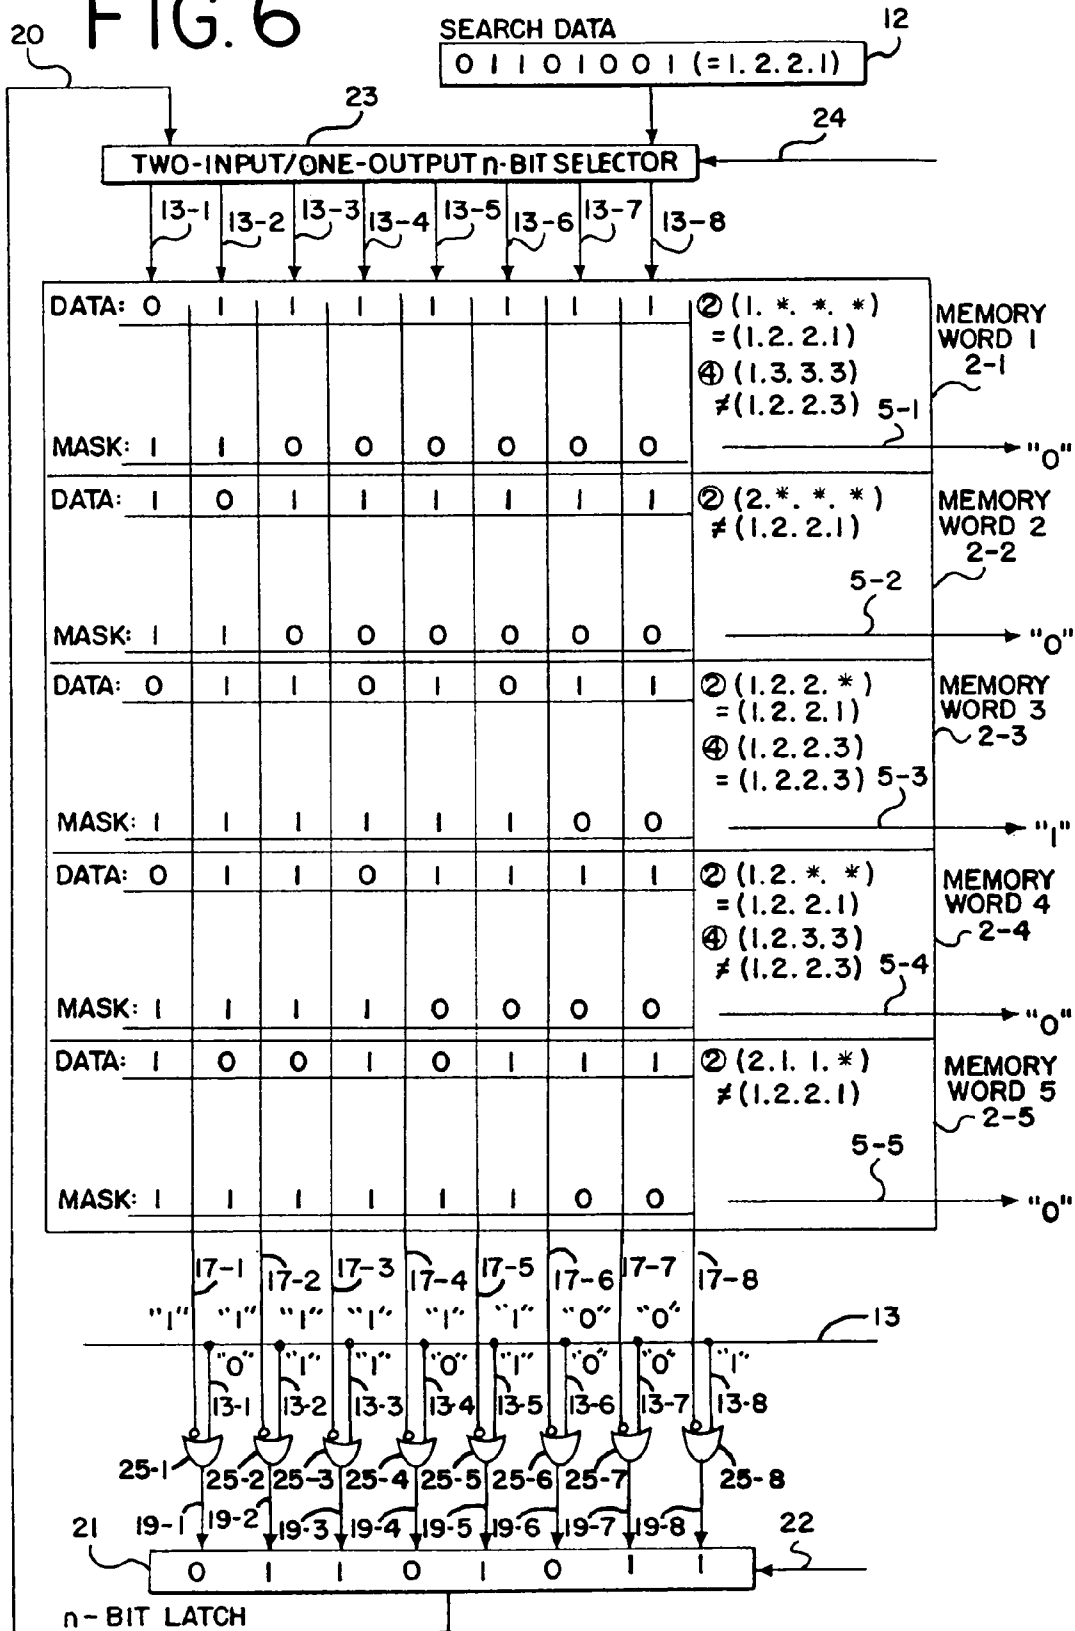 FIG. 6
20
SEARCH DATA
12
0 1 1 0 1 0 0 1 (=1.2.2.1)
23
24
TWO-INPUT/ONE-OUTPUT n-BIT SELECTOR
13-1 13-2 13-3 13-4 13-5 13-6 13-7 13-8
DATA: 0 1 1 1 1 1 1 1 ② (1. *. *. *) MEMORY
= (1.2.2.1) WORD 1
④ (1.3.3.3) 2-1
≠ (1.2.2.3) 5-1
MASK: 1 1 0 0 0 0 0 0 "0"
DATA: 1 0 1 1 1 1 1 1 ② (2. *. *. *) MEMORY
≠ (1.2.2.1) WORD 2
2-2
5-2
MASK: 1 1 0 0 0 0 0 0 "0"
DATA: 0 1 1 0 1 0 1 1 ② (1.2.2. *) MEMORY
= (1.2.2.1) WORD 3
④ (1.2.2.3) 2-3
= (1.2.2.3) 5-3
MASK: 1 1 1 1 1 1 0 0 "1"
DATA: 0 1 1 0 1 1 1 1 ② (1.2. *. *) MEMORY
= (1.2.2.1) WORD 4
④ (1.2.3.3) 2-4
≠ (1.2.2.3) 5-4
MASK: 1 1 1 1 0 0 0 0 "0"
DATA: 1 0 0 1 0 1 1 1 ② (2.1.1. *) MEMORY
≠ (1.2.2.1) WORD 5
2-5
5-5
MASK: 1 1 1 1 1 1 0 0 "0"
17-1 17-2 17-3 17-4 17-5 17-6 17-7 17-8
"1" "1" "1" "1" "1" "1" "0" "0" 13
"0" "1" "1" "0" "1" "0" "0" "1"
13-1 13-2 13-3 13-4 13-5 13-6 13-7 13-8
25-1 25-2 25-3 25-4 25-5 25-6 25-7 25-8
21 19-1 19-2 19-3 19-4 19-5 19-6 19-7 19-8 22
0 1 1 0 1 0 1 1
n-BIT LATCH